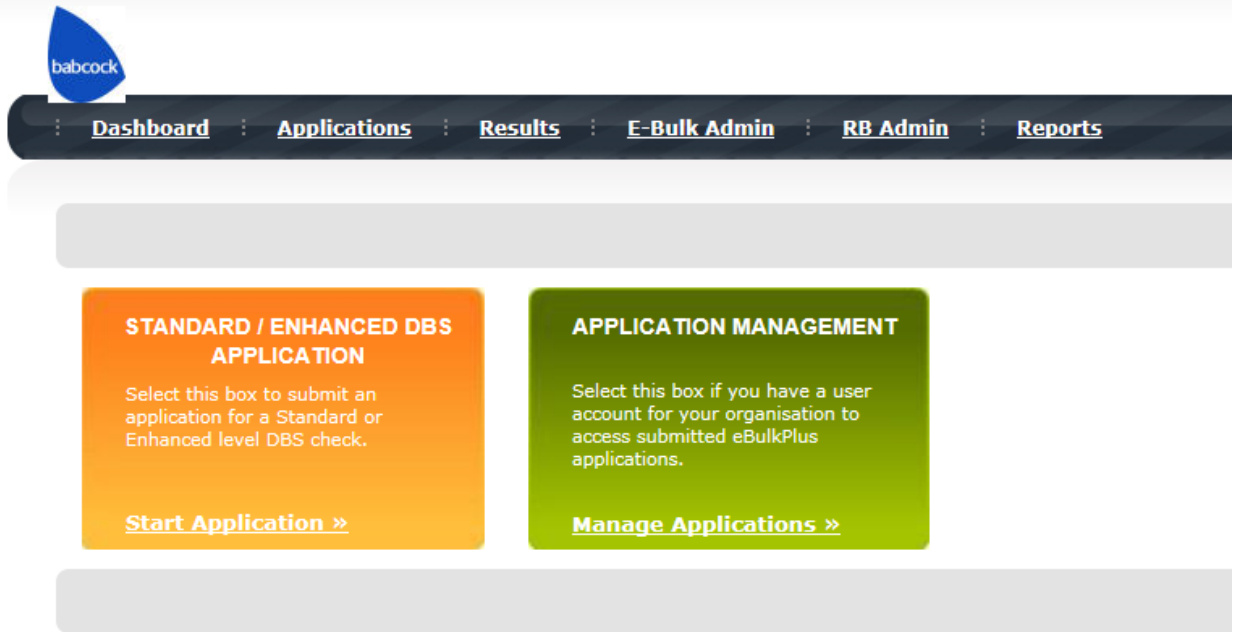 babcock
Dashboard Applications Results E-Bulk Admin RB Admin Reports
STANDARD / ENHANCED DBS
APPLICATION
Select this box to submit an
application for a Standard or
Enhanced level DBS check.
Start Application »
APPLICATION MANAGEMENT
Select this box if you have a user
account for your organisation to
access submitted eBulkPlus
applications.
Manage Applications »